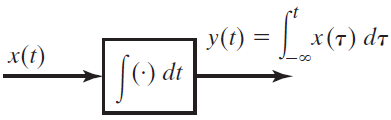 x(t)
∫(·) dt
y(t) = ∫_{-∞}^{t} x(τ) dτ